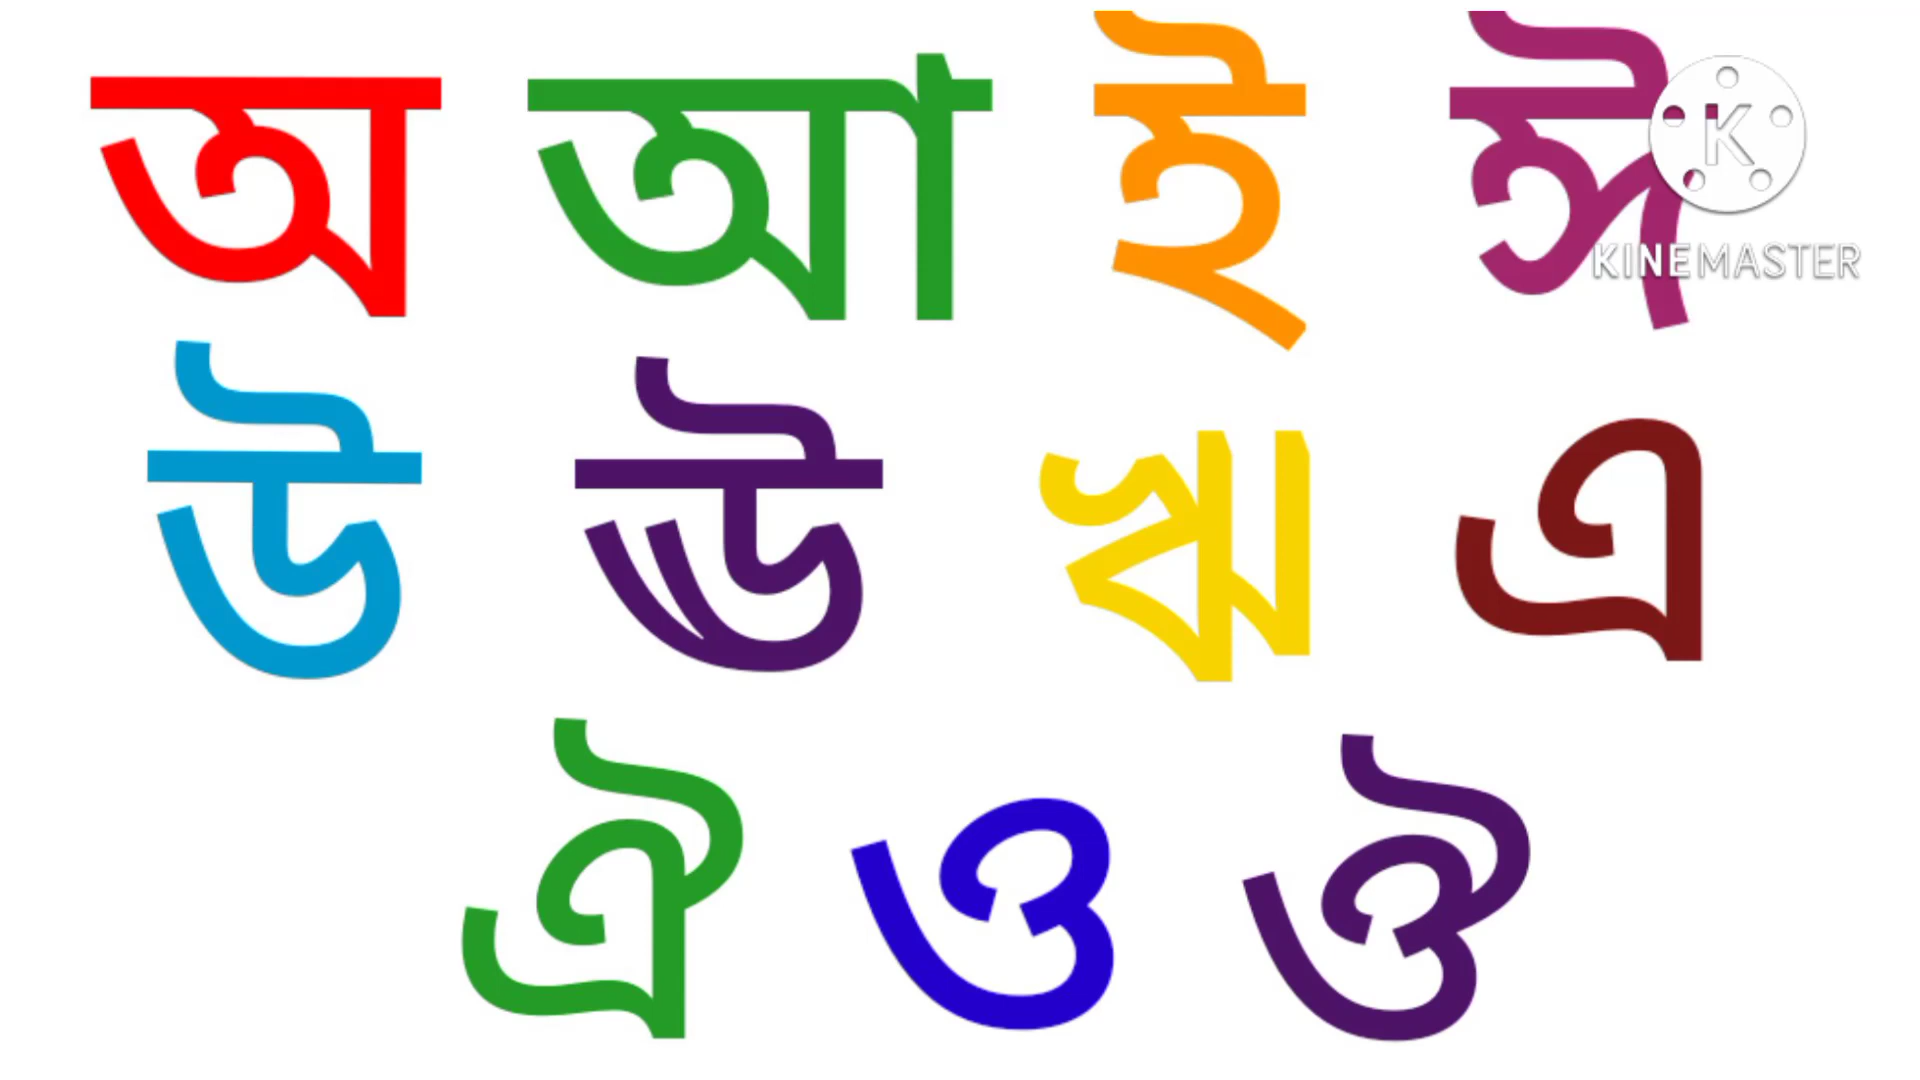 অ আ ই ঈ
K
KINEMASTER
উ ঊ ঋ এ
ঐ ও ঔ